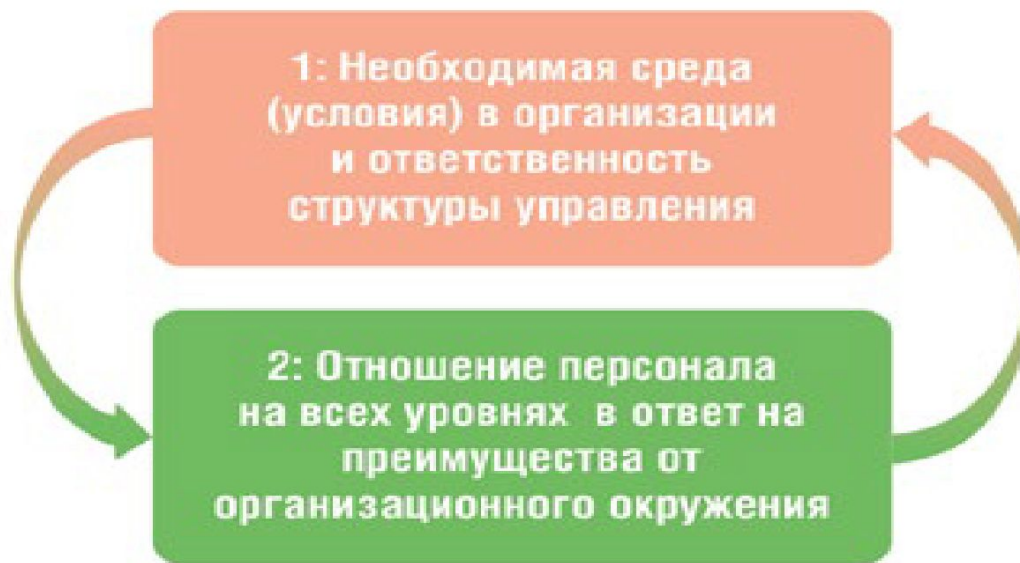 1: Необходимая среда
(условия) в организации
и ответственность
структуры управления
2: Отношение персонала
на всех уровнях  в ответ на
преимущества от
организационного окружения